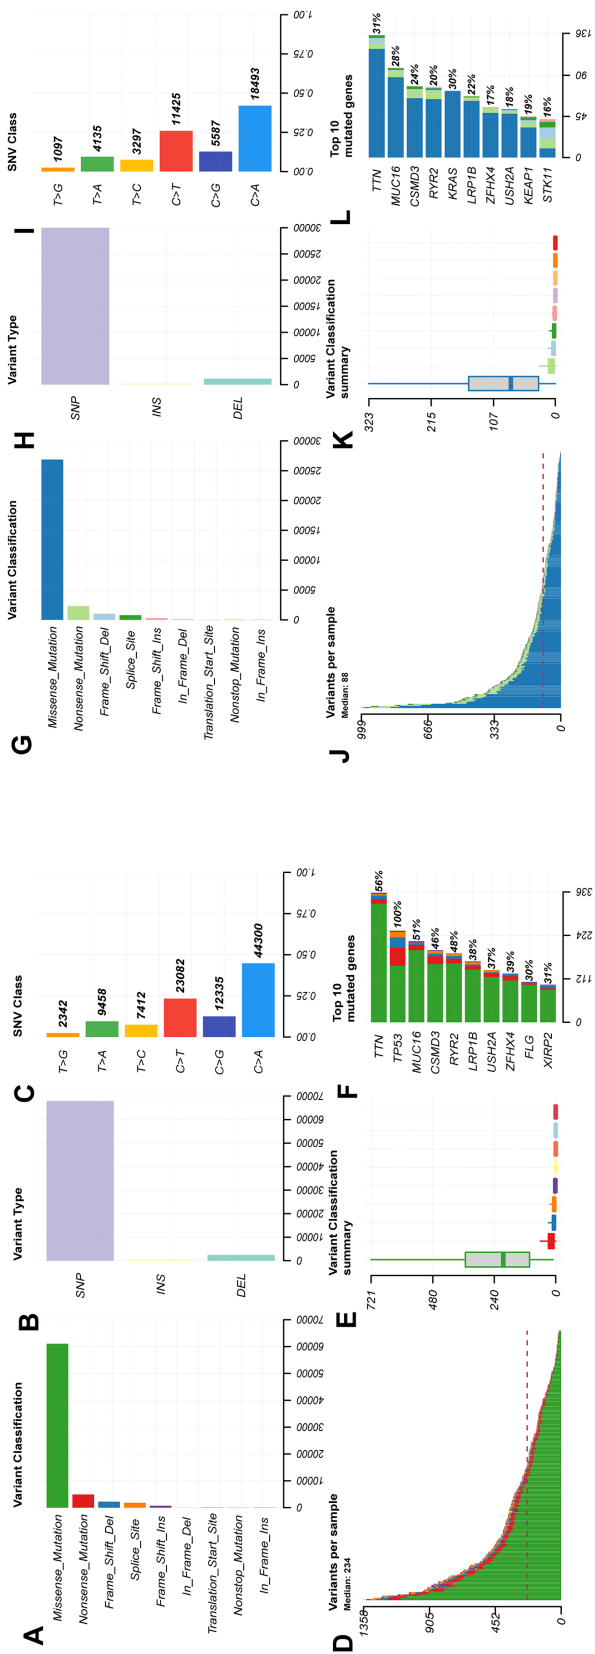 A
Variant Classification
Missense_Mutation
Nonsense_Mutation
Frame_Shift_Del
Splice_Site
Frame_Shift_Ins
In_Frame_Del
Translation_Start_Site
Nonstop_Mutation
In_Frame_Ins
0
10000
20000
30000
40000
50000
60000
70000
B
Variant Type
SNP
INS
DEL
0
10000
20000
30000
40000
50000
60000
70000
C
SNV Class
T>G
T>A
T>C
C>T
C>G
C>A
2342
9458
7412
23082
12335
44300
0.00
0.25
0.50
0.75
1.00
D
Variants per sample
Median: 234
1358
905
452
0
E
Variant Classification
summary
721
480
240
0
F
Top 10
mutated genes
TTN
TP53
MUC16
CSMD3
RYR2
LRP1B
USH2A
ZFHX4
FLG
XIRP2
56%
100%
51%
46%
48%
38%
37%
39%
30%
31%
0
112
224
336
G
Variant Classification
Missense_Mutation
Nonsense_Mutation
Frame_Shift_Del
Splice_Site
Frame_Shift_Ins
In_Frame_Del
Translation_Start_Site
Nonstop_Mutation
In_Frame_Ins
0
5000
10000
15000
20000
25000
30000
H
Variant Type
SNP
INS
DEL
0
5000
10000
15000
20000
25000
30000
I
SNV Class
T>G
T>A
T>C
C>T
C>G
C>A
1097
4135
3297
11425
5587
18493
0.00
0.25
0.50
0.75
1.00
J
Variants per sample
Median: 88
999
666
333
0
K
Variant Classification
summary
323
215
107
0
L
Top 10
mutated genes
TTN
MUC16
CSMD3
RYR2
KRAS
LRP1B
ZFHX4
USH2A
KEAP1
STK11
31%
28%
24%
20%
30%
22%
17%
18%
19%
16%
0
45
90
136